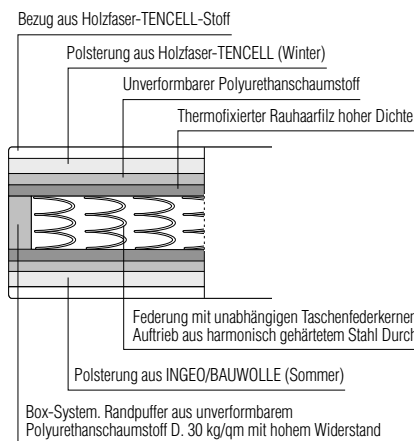 Bezug aus Holzfaser-TENCELL-Stoff
Polsterung aus Holzfaser-TENCELL (Winter)
Unverformbarer Polyurethanschaumstoff
Thermofixierter Rauhaarfilz hoher Dichte
Federung mit unabhängigen Taschenfederkernen
Auftrieb aus harmonisch gehärtetem Stahl Durch
Polsterung aus INGEO/BAUWOLLE (Sommer)
Box-System. Randpuffer aus unverformbarem
Polyurethanschaumstoff D. 30 kg/qm mit hohem Widerstand